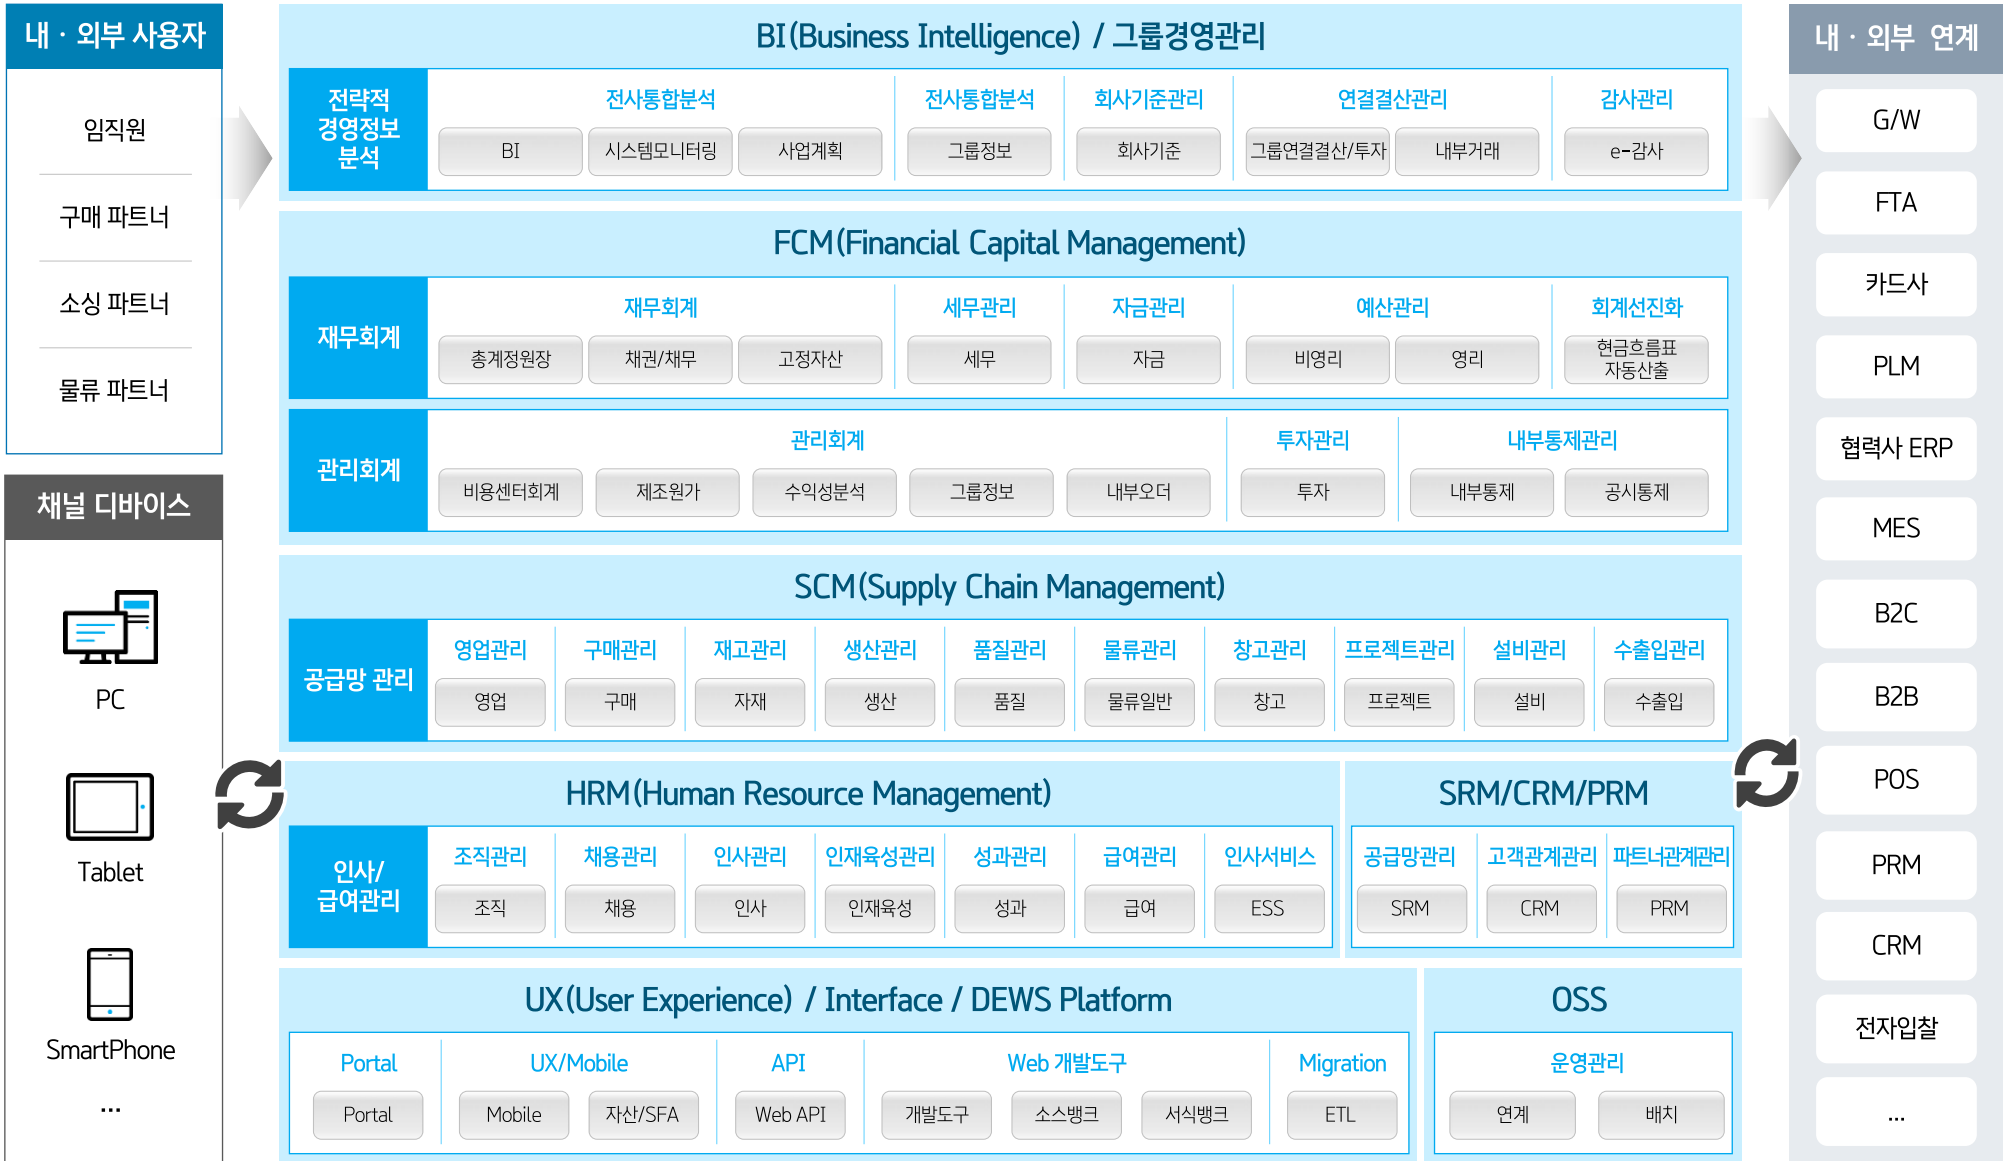 내 · 외부 사용자
임직원
구매 파트너
소싱 파트너
물류 파트너
채널 디바이스
PC
Tablet
SmartPhone
...
BI(Business Intelligence) / 그룹경영관리
전략적
경영정보
분석
전사통합분석
BI
시스템모니터링
사업계획
전사통합분석
그룹정보
회사기준관리
회사기준
연결결산관리
그룹연결결산/투자
내부거래
감사관리
e-감사
FCM(Financial Capital Management)
재무회계
재무회계
총계정원장
채권/채무
고정자산
세무관리
세무
자금관리
자금
예산관리
비영리
영리
회계선진화
현금흐름표
자동산출
관리회계
관리회계
비용센터회계
제조원가
수익성분석
그룹정보
내부오더
투자관리
투자
내부통제관리
내부통제
공시통제
SCM(Supply Chain Management)
공급망 관리
영업관리
영업
구매관리
구매
재고관리
자재
생산관리
생산
품질관리
품질
물류관리
물류일반
창고관리
창고
프로젝트관리
프로젝트
설비관리
설비
수출입관리
수출입
HRM(Human Resource Management)
인사/
급여관리
조직관리
조직
채용관리
채용
인사관리
인사
인재육성관리
인재육성
성과관리
성과
급여관리
급여
인사서비스
ESS
SRM/CRM/PRM
공급망관리
SRM
고객관계관리
CRM
파트너관계관리
PRM
UX(User Experience) / Interface / DEWS Platform
Portal
Portal
UX/Mobile
Mobile
자산/SFA
API
Web API
Web 개발도구
개발도구
소스뱅크
서식뱅크
Migration
ETL
OSS
운영관리
연계
배치
내 · 외부 연계
G/W
FTA
카드사
PLM
협력사 ERP
MES
B2C
B2B
POS
PRM
CRM
전자입찰
...